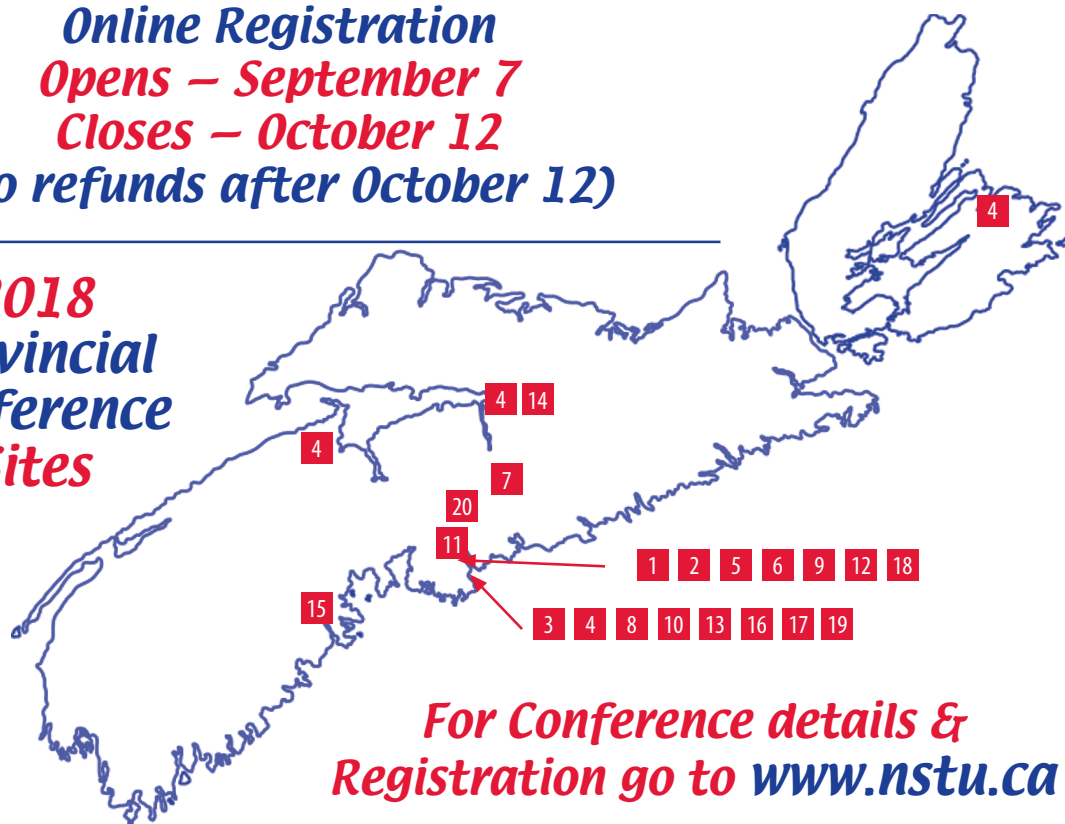 Online Registration
Opens – September 7
Closes – October 12
o refunds after October 12)
2018
vincial
ference
ites
4
4 14
4
7
20
11
1 2 5 6 9 12 18
15
3 4 8 10 13 16 17 19
For Conference details &
Registration go to www.nstu.ca